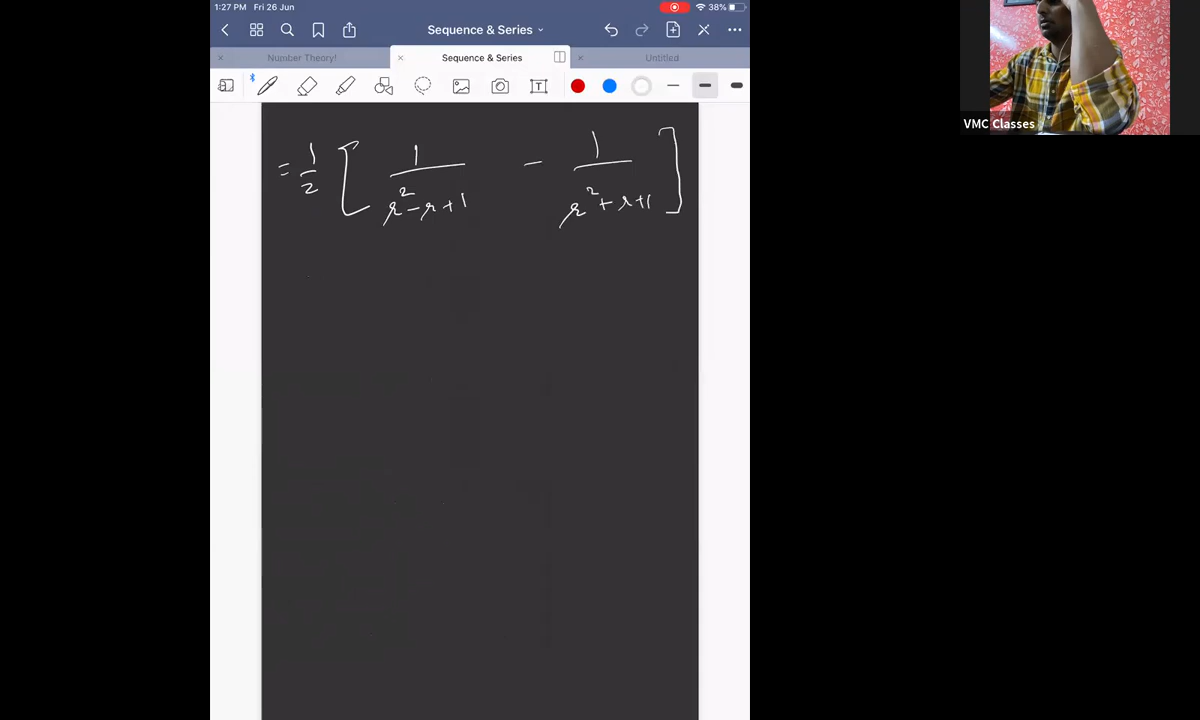 1:27 PM Fri 26 Jun 38%
Sequence & Series
Number Theory! Sequence & Series Untitled
= 1/2 [ 1/(r² - r + 1) - 1/(r² + r + 1) ]
VMC Classes